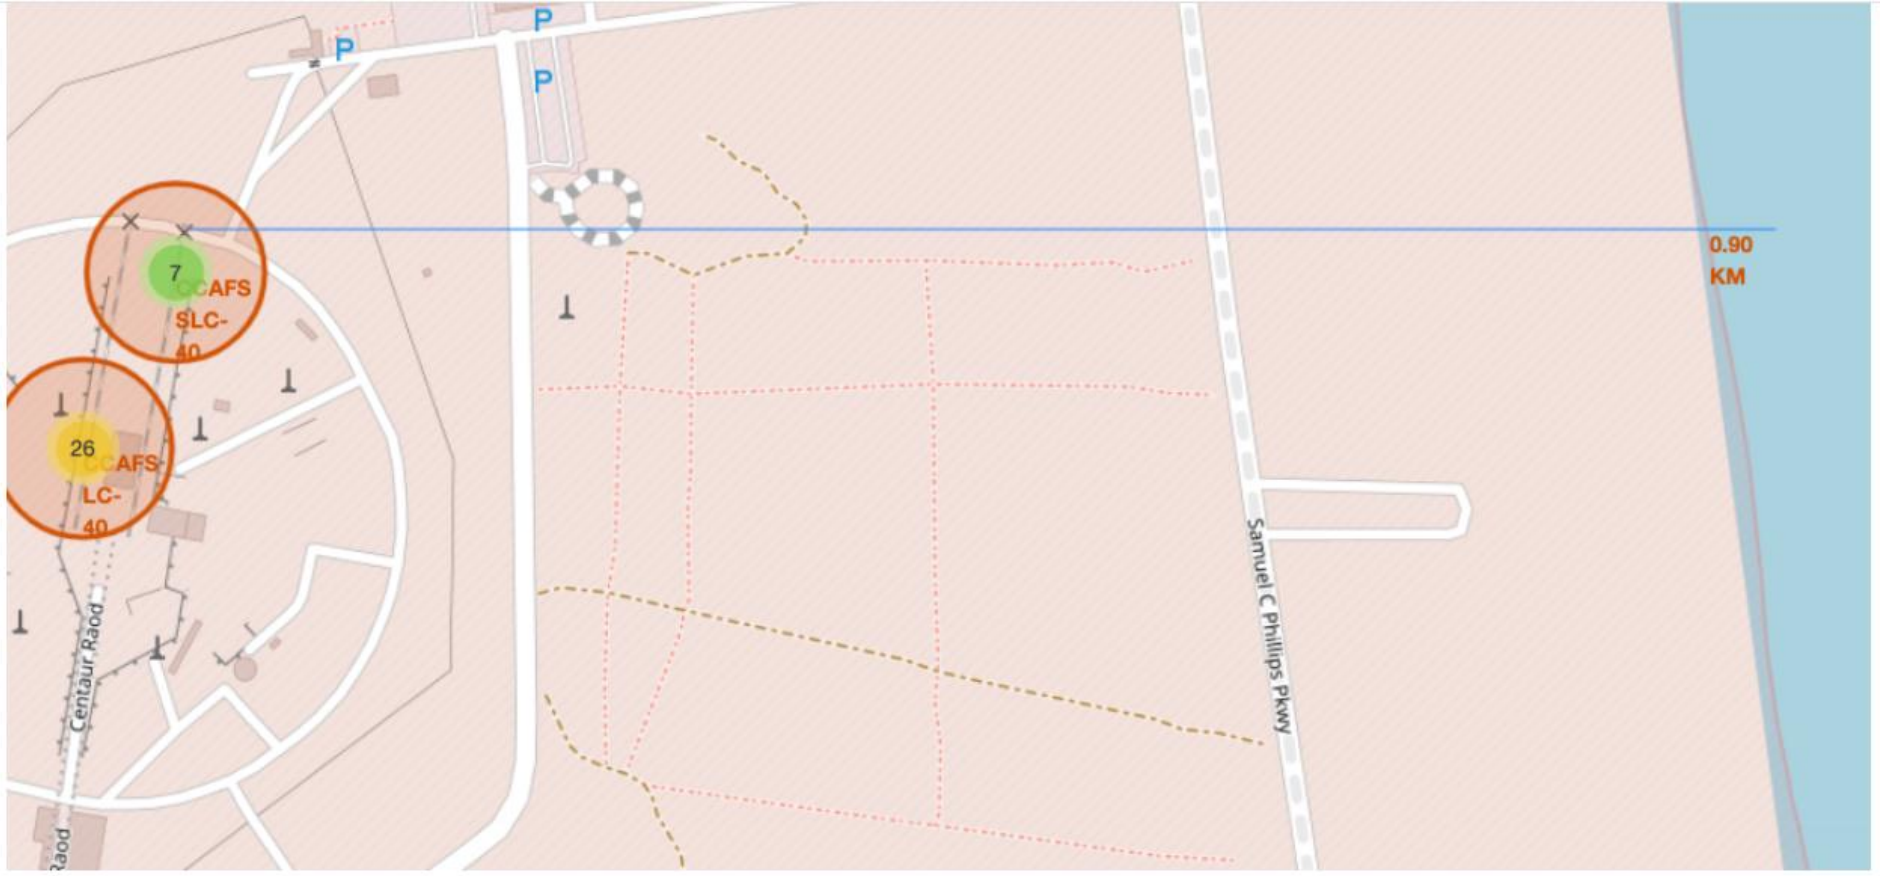 P
P
P
7
CCAFS
SLC-
40
0.90
KM
26
CCAFS
LC-
40
Samuel C Phillips Pkwy
Centaur Raod
Raod